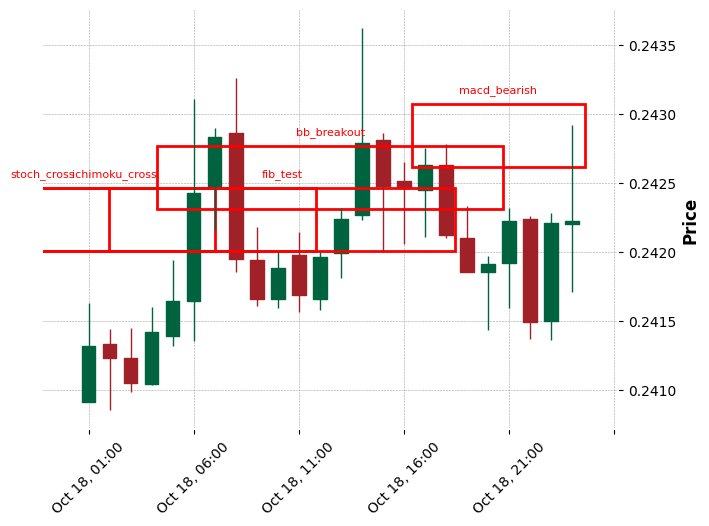 0.2435
macd_bearish
0.2430
bb_breakout
stoch_cross
ichimoku_cross
fib_test
0.2425
0.2420
0.2415
0.2410
Price
Oct 18, 01:00
Oct 18, 06:00
Oct 18, 11:00
Oct 18, 16:00
Oct 18, 21:00